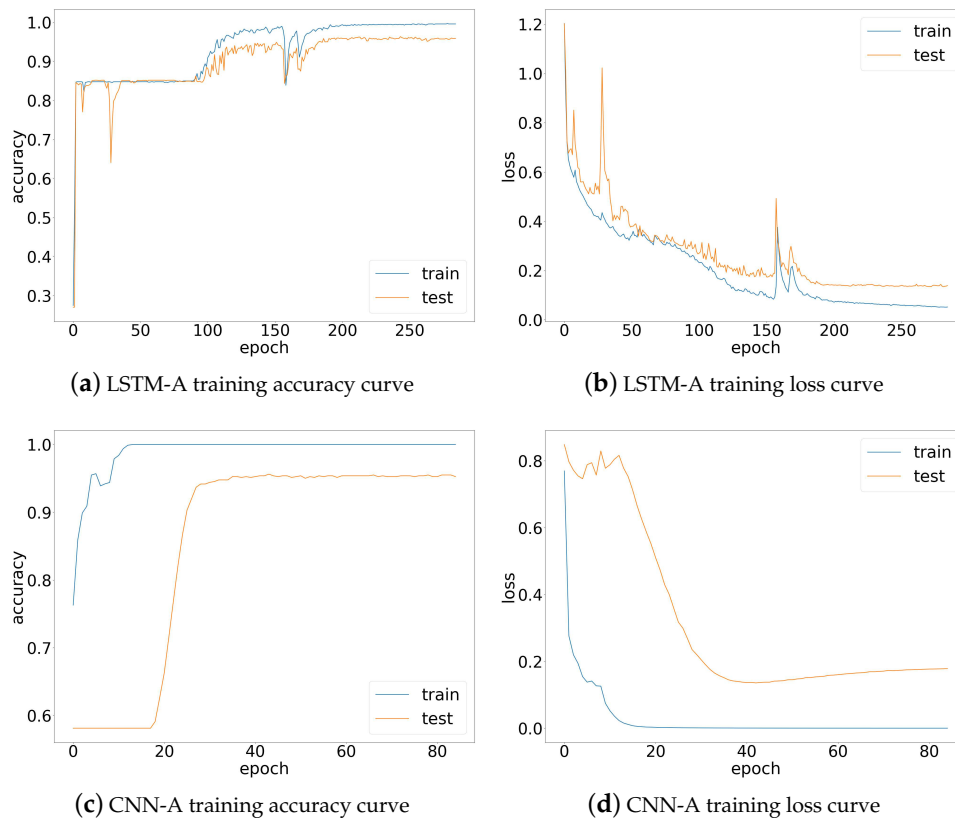 1.0
0.9
0.8
0.7
0.6
0.5
0.4
0.3
accuracy
train
test
0 50 100 150 200 250
epoch
(a) LSTM-A training accuracy curve
1.2
1.0
0.8
0.6
0.4
0.2
0.0
loss
train
test
0 50 100 150 200 250
epoch
(b) LSTM-A training loss curve
1.0
0.9
0.8
0.7
0.6
accuracy
train
test
0 20 40 60 80
epoch
(c) CNN-A training accuracy curve
0.8
0.6
0.4
0.2
0.0
loss
train
test
0 20 40 60 80
epoch
(d) CNN-A training loss curve